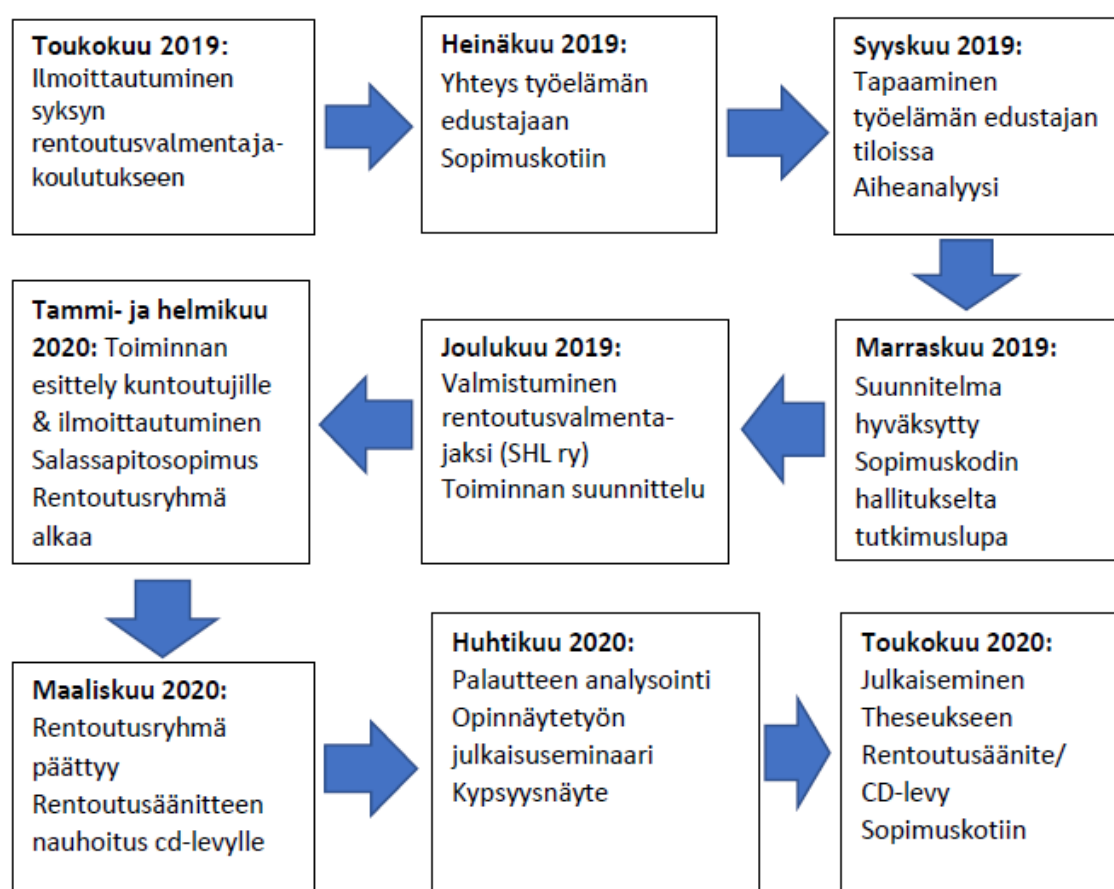 Toukokuu 2019:
Ilmoittautuminen
syksyn
rentoutusvalmentaja-
koulutukseen
Heinäkuu 2019:
Yhteys työelämän
edustajaan
Sopimuskotiin
Syyskuu 2019:
Tapaaminen
työelämän edustajan
tiloissa
Aiheanalyysi
Marraskuu 2019:
Suunnitelma
hyväksytty
Sopimuskodin
hallitukselta
tutkimuslupa
Joulukuu 2019:
Valmistuminen
rentoutusvalmenta-
jaksi (SHL ry)
Toiminnan suunnittelu
Tammi- ja helmikuu
2020: Toiminnan
esittely kuntoutujille
& ilmoittautuminen
Salassapitosopimus
Rentoutusryhmä
alkaa
Maaliskuu 2020:
Rentoutusryhmä
päättyy
Rentoutusäänitteen
nauhoitus cd-levylle
Huhtikuu 2020:
Palautteen analysointi
Opinnäytetyön
julkaisuseminaari
Kypsyysnäyte
Toukokuu 2020:
Julkaiseminen
Theseukseen
Rentoutusäänite/
CD-levy
Sopimuskotiin